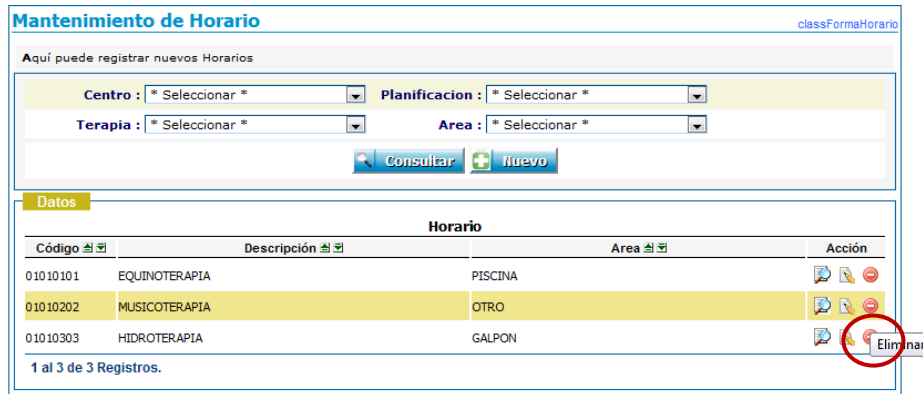 Mantenimiento de Horario classFormaHorario
Aquí puede registrar nuevos Horarios
Centro : * Seleccionar * Planificacion : * Seleccionar *
Terapia : * Seleccionar * Area : * Seleccionar *
Consultar Nuevo
Datos
Horario
Código Descripción Area Acción
01010101 EQUINOTERAPIA PISCINA
01010202 MUSICOTERAPIA OTRO
01010303 HIDROTERAPIA GALPON
Eliminar
1 al 3 de 3 Registros.